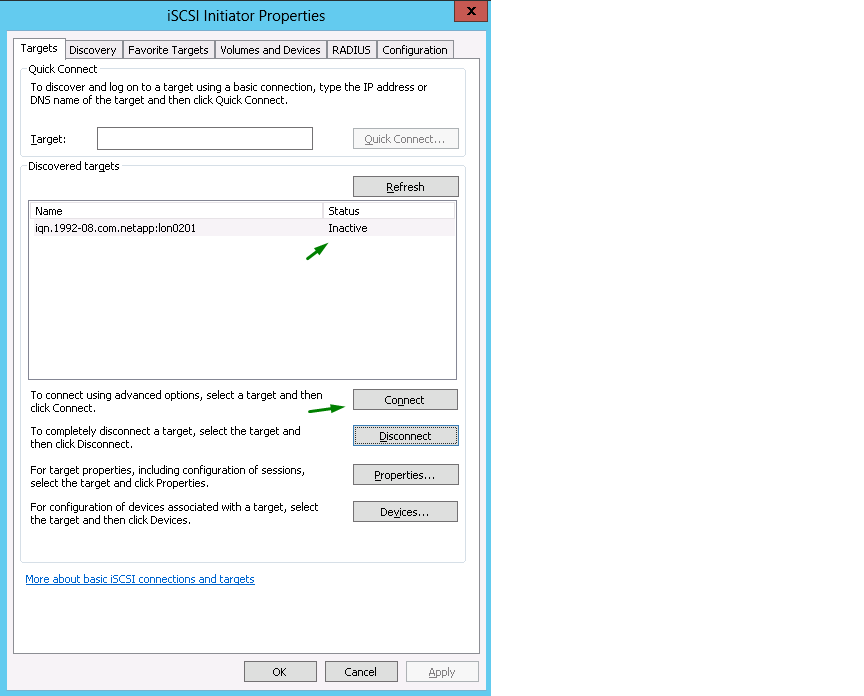 iSCSI Initiator Properties
x
Targets Discovery Favorite Targets Volumes and Devices RADIUS Configuration
Quick Connect
To discover and log on to a target using a basic connection, type the IP address or
DNS name of the target and then click Quick Connect.
Target: Quick Connect...
Discovered targets
Refresh
Name Status
iqn.1992-08.com.netapp:lon0201 Inactive
To connect using advanced options, select a target and then
click Connect.
Connect
To completely disconnect a target, select the target and
then click Disconnect.
Disconnect
For target properties, including configuration of sessions,
select the target and click Properties.
Properties...
For configuration of devices associated with a target, select
the target and then click Devices.
Devices...
More about basic iSCSI connections and targets
OK Cancel Apply